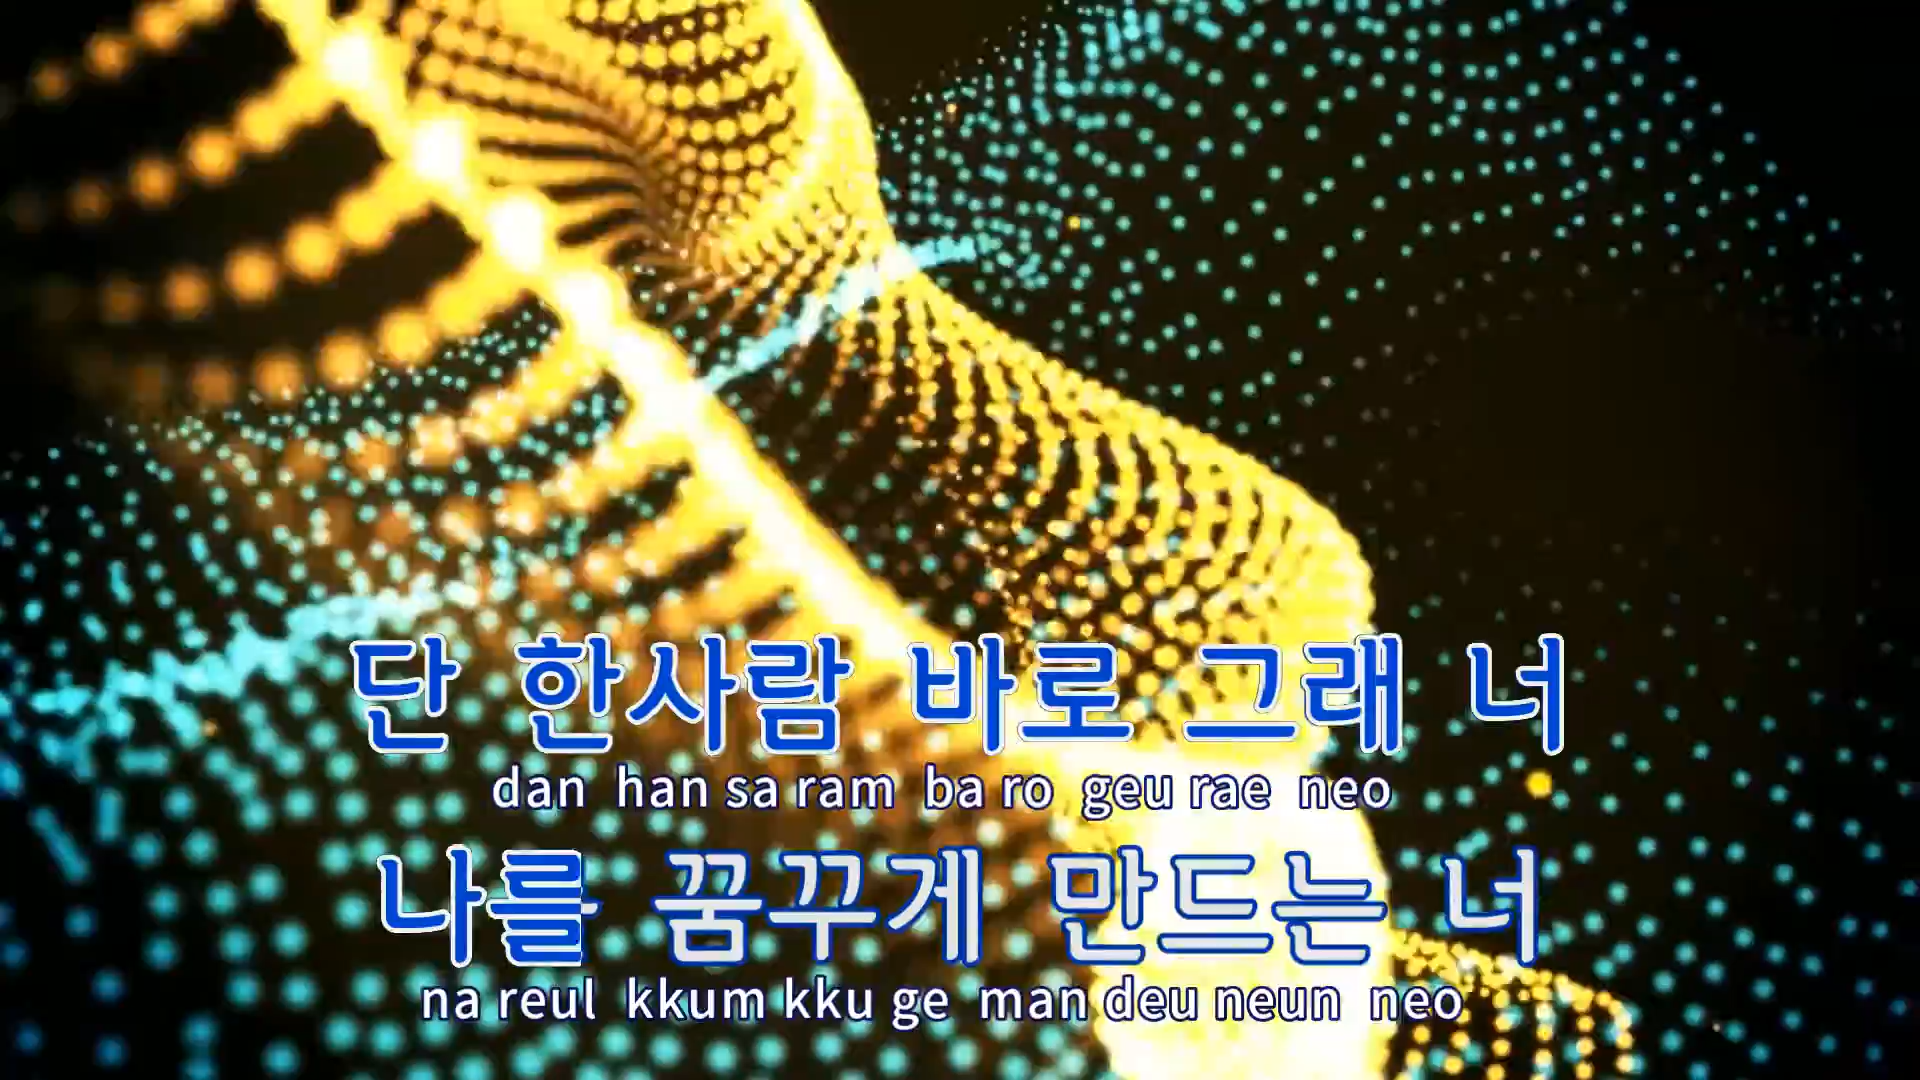 단 한사람 바로 그래 너
dan han sa ram ba ro geu rae neo
나를 꿈꾸게 만드는 너
na reul kkum kku ge man deu neun neo